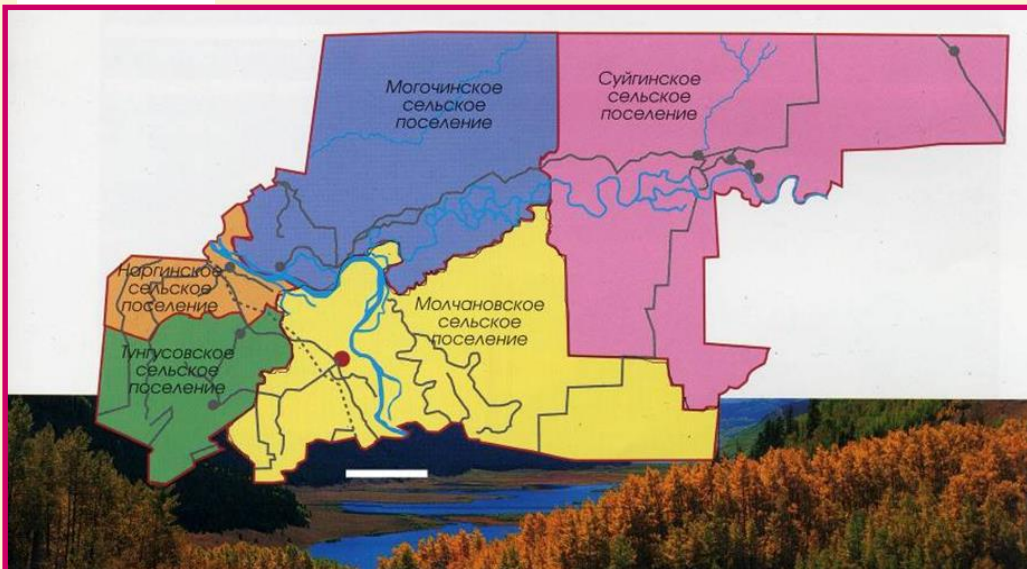 Могочинское
сельское
поселение
Суйгинское
сельское
поселение
Наргинское
сельское
поселение
Молчановское
сельское
поселение
Тунгусовское
сельское
поселение